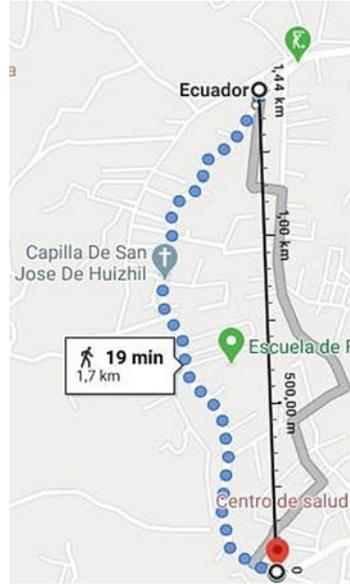 a
1,44 km
Ecuador
1,00 km
Capilla De San
Jose De Huizhil
19 min
1,7 km
Escuela de F
500,00 m
Centro de salud
0